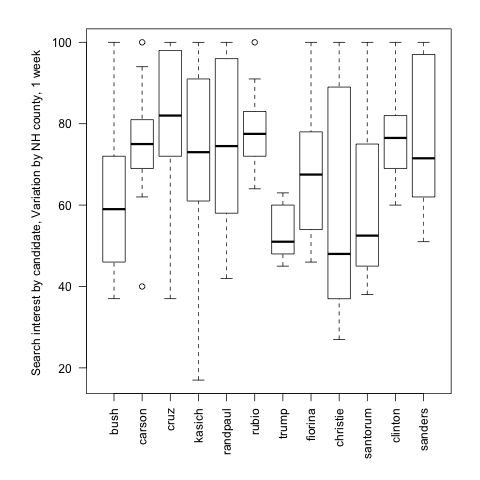 Search interest by candidate, Variation by NH county, 1 week
100
80
60
40
20
bush
carson
cruz
kasich
randpaul
rubio
trump
fiorina
christie
santorum
clinton
sanders